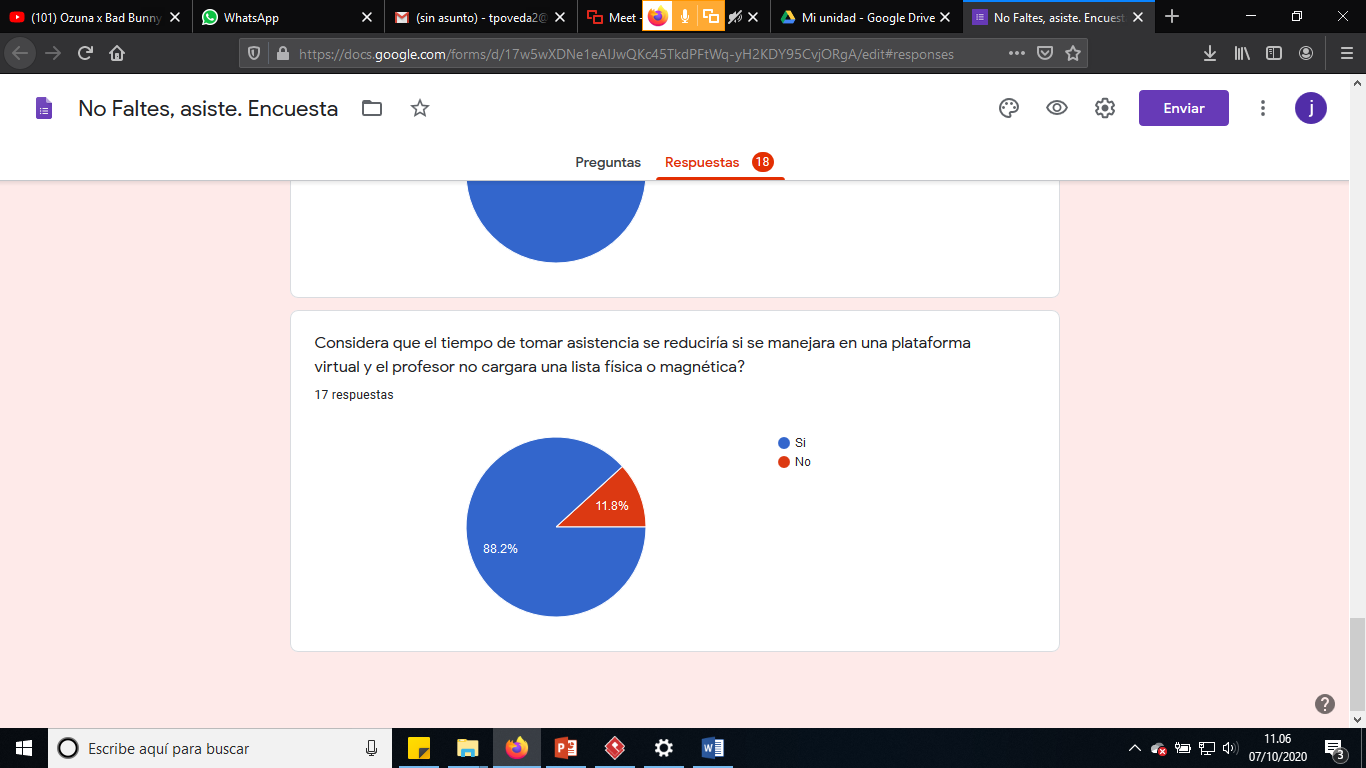 (101) Ozuna x Bad Bunny
WhatsApp
(sin asunto) - tpoveda2@
Meet -
Mi unidad - Google Drive
No Faltes, asiste. Encuest
https://docs.google.com/forms/d/17w5wXDNe1eAIJwQKc45TkdPFtWq-yH2KDY95CvjORgA/edit#responses
No Faltes, asiste. Encuesta
Enviar
j
Preguntas
Respuestas 18
Considera que el tiempo de tomar asistencia se reduciría si se manejara en una plataforma
virtual y el profesor no cargara una lista física o magnética?
17 respuestas
Si
No
11.8%
88.2%
Escribe aquí para buscar
11.06
07/10/2020
3